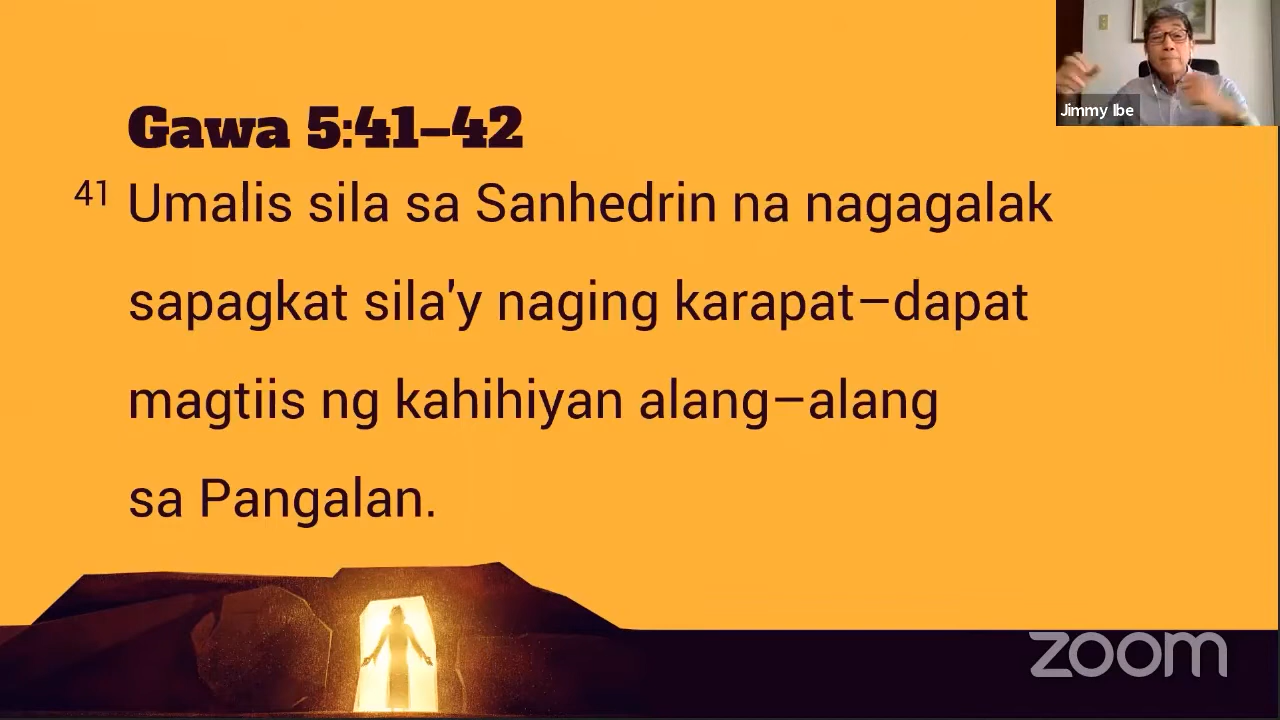 Gawa 5:41–42
41 Umalis sila sa Sanhedrin na nagagalak
sapagkat sila'y naging karapat–dapat
magtiis ng kahihiyan alang–alang
sa Pangalan.
Jimmy Ibe
zoom